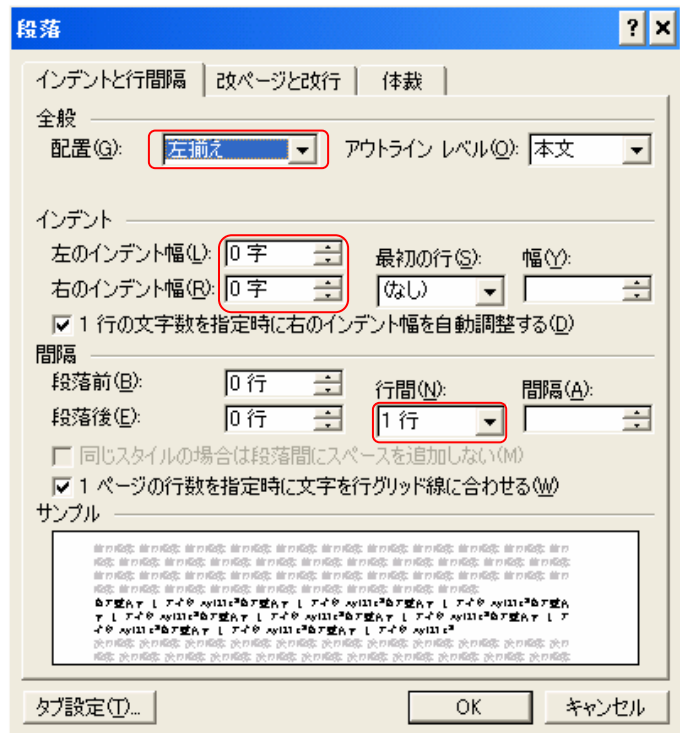 段落
インデントと行間隔 改ページと改行 体裁
全般
配置(G): 左揃え アウトライン レベル(O): 本文
インデント
左のインデント幅(L): 0 字 最初の行(S): 幅(Y):
右のインデント幅(R): 0 字 (なし)
1 行の文字数を指定時に右のインデント幅を自動調整する(D)
間隔
段落前(B): 0 行 行間(N): 間隔(A):
段落後(E): 0 行 1 行
同じスタイルの場合は段落間にスペースを追加しない(M)
1 ページの行数を指定時に文字を行グリッド線に合わせる(W)
サンプル
タブ設定(T)... OK キャンセル